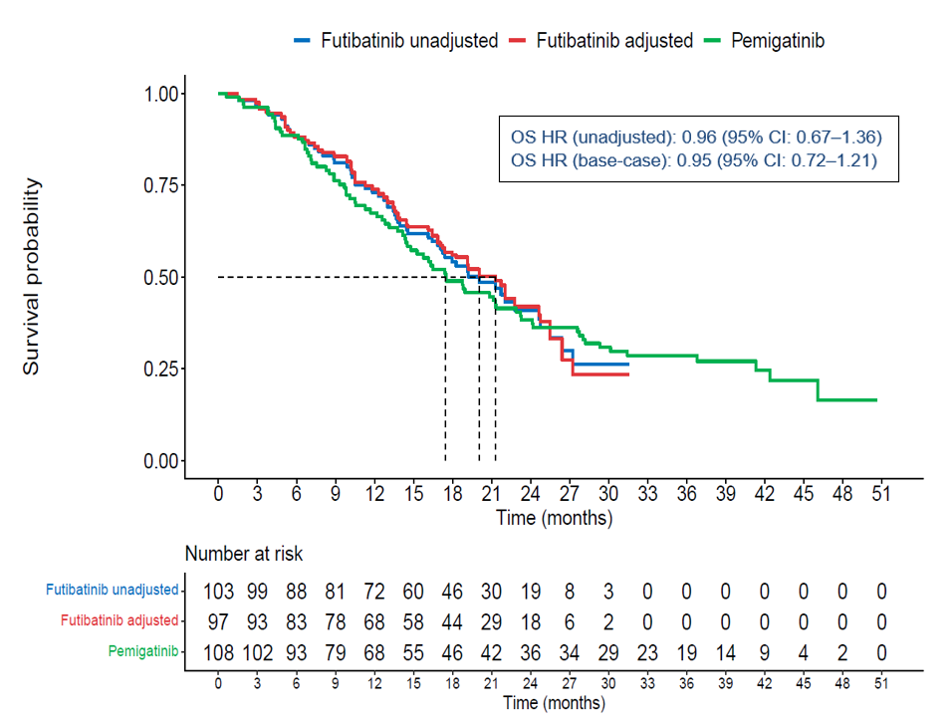 Futibatinib unadjusted Futibatinib adjusted Pemigatinib
OS HR (unadjusted): 0.96 (95% CI: 0.67–1.36)
OS HR (base-case): 0.95 (95% CI: 0.72–1.21)
Survival probability
1.00
0.75
0.50
0.25
0.00
0 3 6 9 12 15 18 21 24 27 30 33 36 39 42 45 48 51
Time (months)
Number at risk
Futibatinib unadjusted 103 99 88 81 72 60 46 30 19 8 3 0 0 0 0 0 0 0
Futibatinib adjusted 97 93 83 78 68 58 44 29 18 6 2 0 0 0 0 0 0 0
Pemigatinib 108 102 93 79 68 55 46 42 36 34 29 23 19 14 9 4 2 0
0 3 6 9 12 15 18 21 24 27 30 33 36 39 42 45 48 51
Time (months)